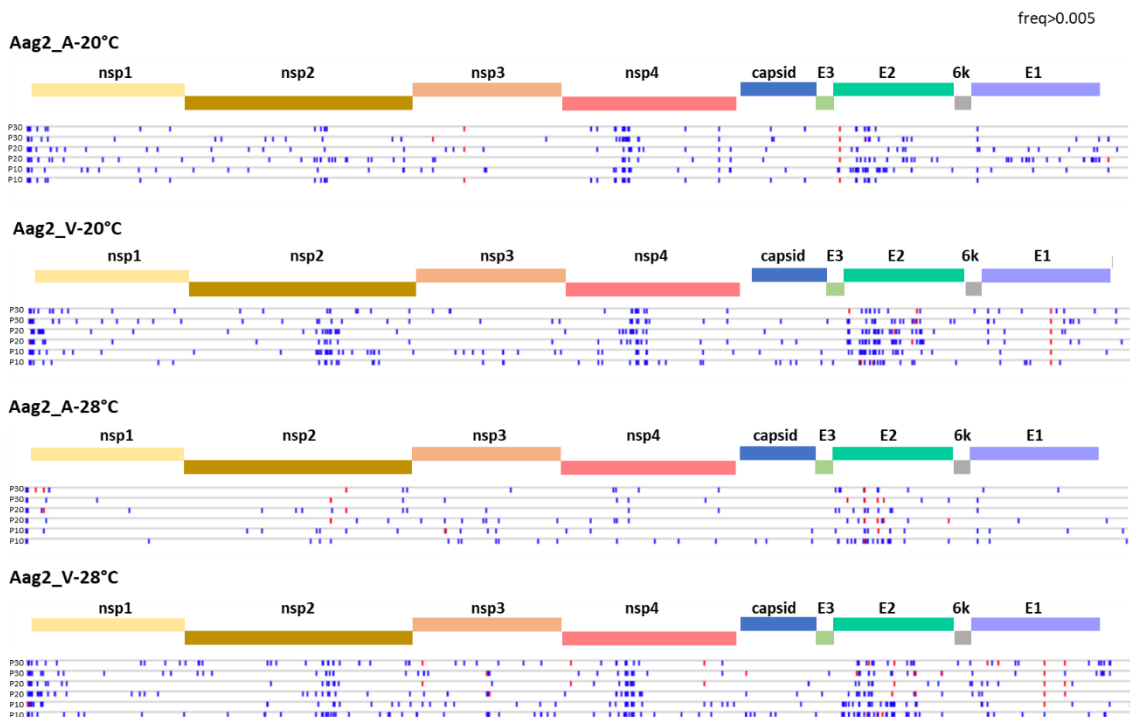 freq>0.005
Aag2_A-20°C
nsp1 nsp2 nsp3 nsp4 capsid E3 E2 6k E1
P30
P30
P20
P20
P10
P10
Aag2_V-20°C
nsp1 nsp2 nsp3 nsp4 capsid E3 E2 6k E1
P30
P30
P20
P20
P10
P10
Aag2_A-28°C
nsp1 nsp2 nsp3 nsp4 capsid E3 E2 6k E1
P30
P30
P20
P20
P10
P10
Aag2_V-28°C
nsp1 nsp2 nsp3 nsp4 capsid E3 E2 6k E1
P30
P30
P20
P20
P10
P10